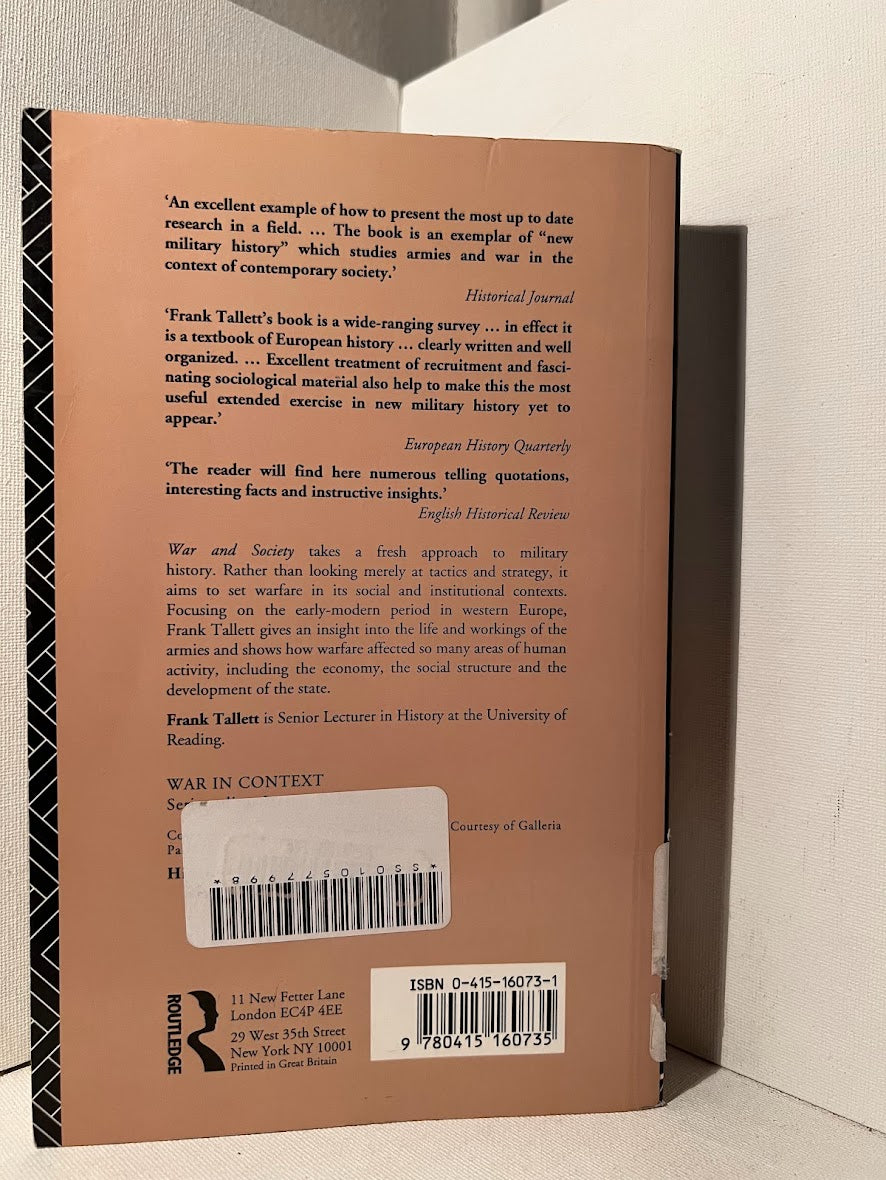 ‘An excellent example of how to present the most up to date
research in a field. … The book is an exemplar of “new
military history” which studies armies and war in the
context of contemporary society.’
Historical Journal
‘Frank Tallett’s book is a wide-ranging survey … in effect it
is a textbook of European history … clearly written and well
organized. … Excellent treatment of recruitment and fasci-
nating sociological material also help to make this the most
useful extended exercise in new military history yet to
appear.’
European History Quarterly
‘The reader will find here numerous telling quotations,
interesting facts and instructive insights.’
English Historical Review
War and Society takes a fresh approach to military
history. Rather than looking merely at tactics and strategy, it
aims to set warfare in its social and institutional contexts.
Focusing on the early-modern period in western Europe,
Frank Tallett gives an insight into the life and workings of the
armies and shows how warfare affected so many areas of human
activity, including the economy, the social structure and the
development of the state.
Frank Tallett is Senior Lecturer in History at the University of
Reading.
WAR IN CONTEXT
Courtesy of Galleria
*SS010577998*
ROUTLEDGE
11 New Fetter Lane
London EC4P 4EE
29 West 35th Street
New York NY 10001
Printed in Great Britain
ISBN 0-415-16073-1
9 780415 160735